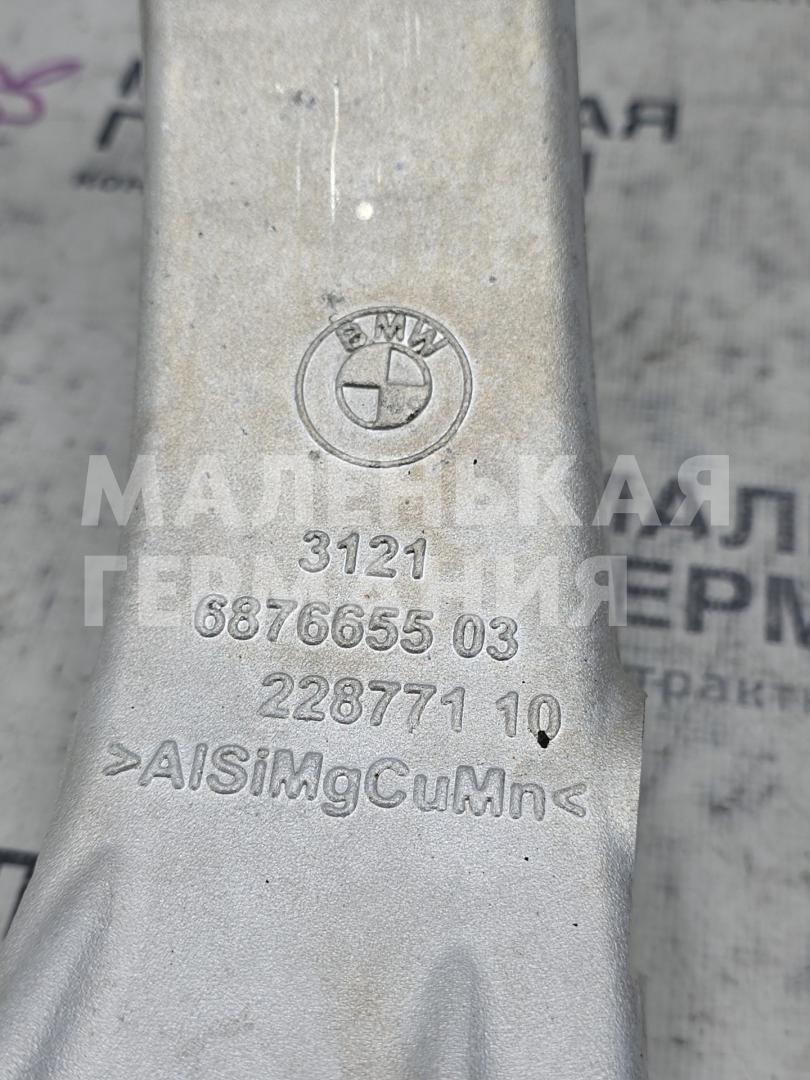 BMW
МАЛЕНЬКАЯ
ГЕРМАНИЯ
3121
6876655 03
228771 10
>AlSiMgCuMn<